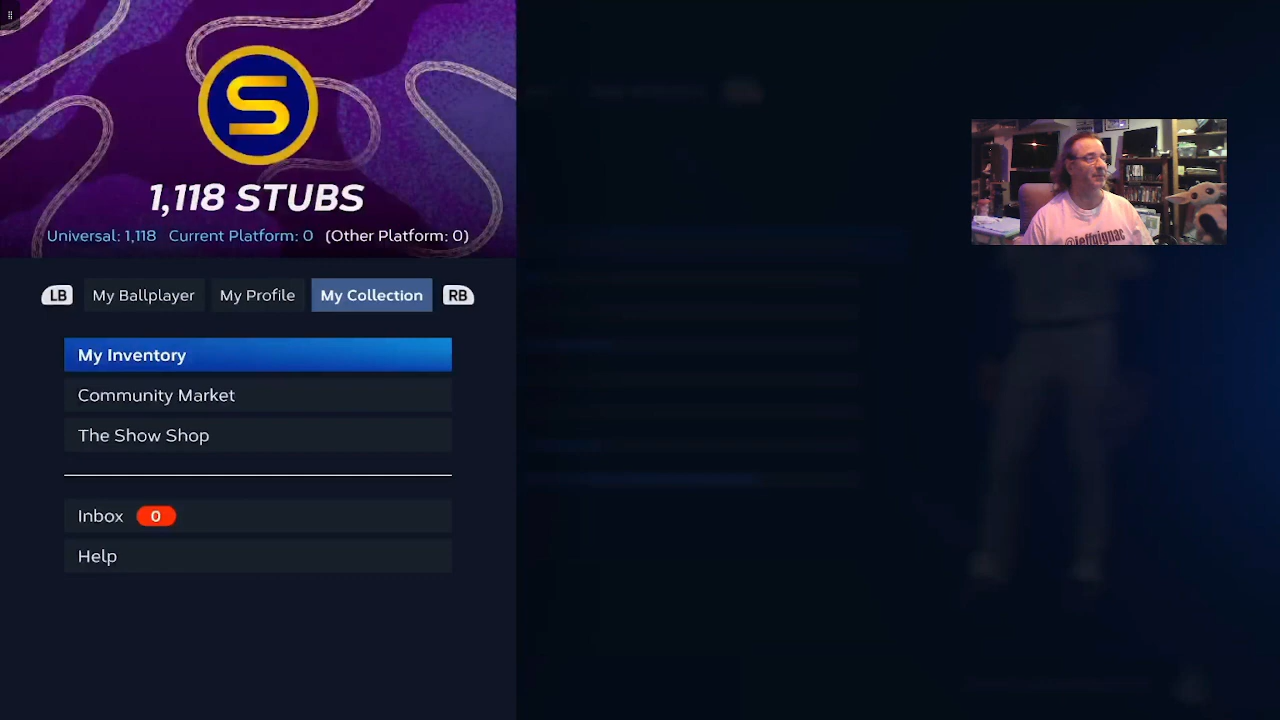 S
1,118 STUBS
Universal: 1,118 Current Platform: 0 (Other Platform: 0)
LB My Ballplayer My Profile My Collection RB
My Inventory
Community Market
The Show Shop
Inbox 0
Help
@jeffgignac